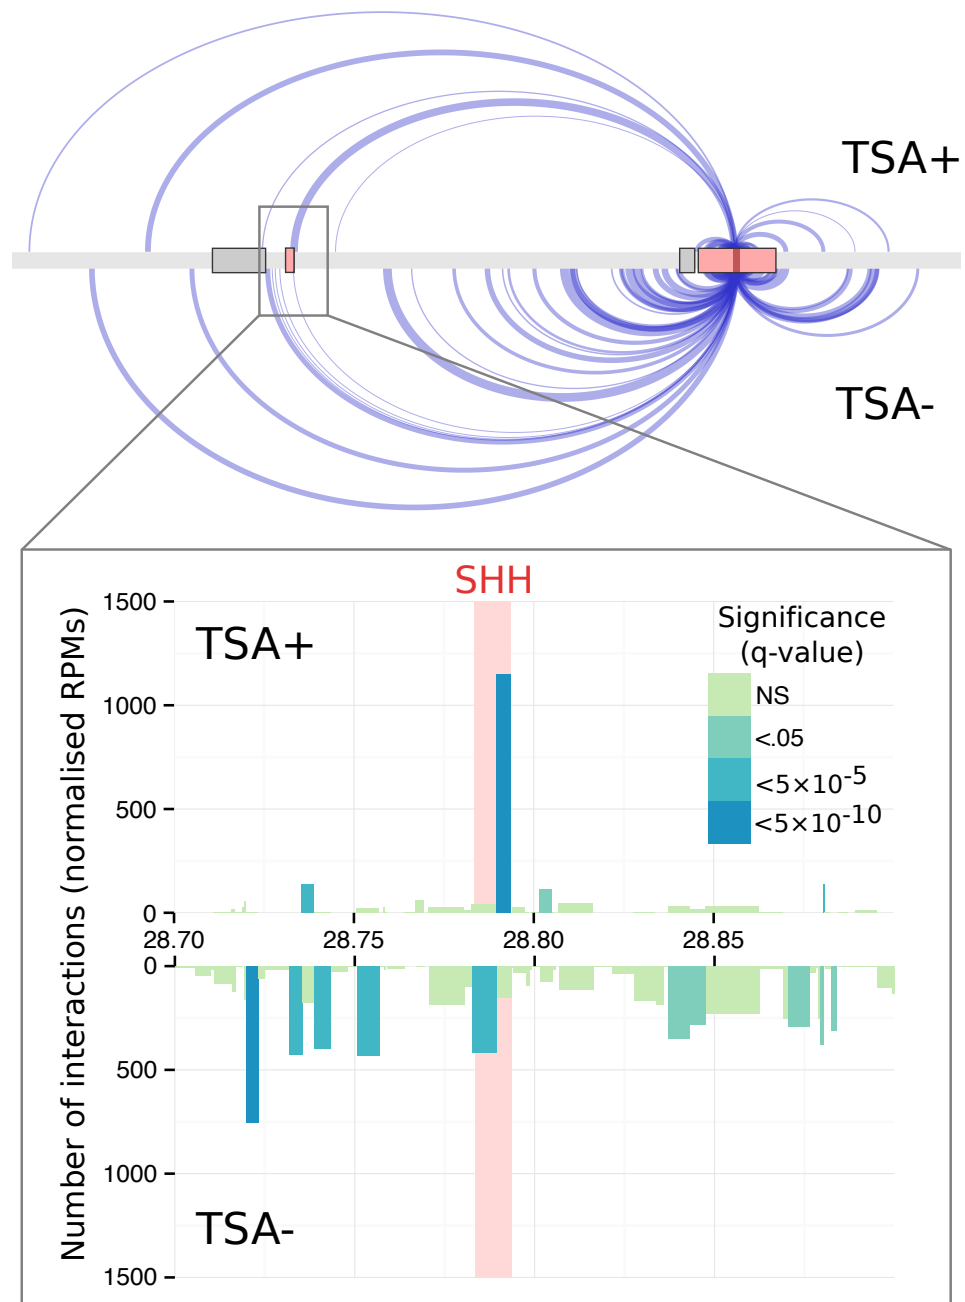 TSA+
TSA-
SHH
Number of interactions (normalised RPMs)
1500
1000
500
0
TSA+
Significance
(q-value)
NS
<.05
<5×10-5
<5×10-10
28.70
28.75
28.80
28.85
0
500
1000
1500
TSA-